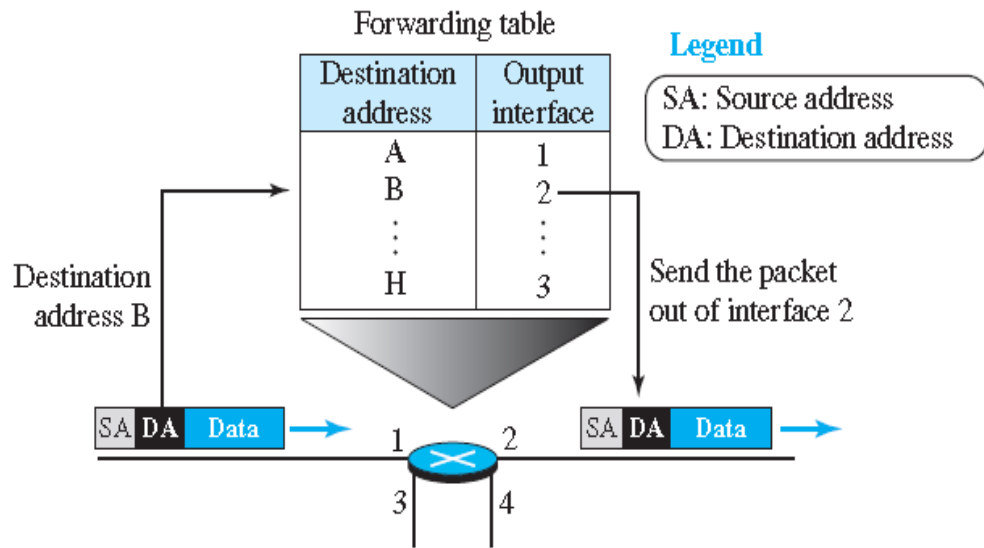 Forwarding table
Legend
Destination address
Output interface
SA: Source address
DA: Destination address
A 1
B 2
H 3
Destination
address B
Send the packet
out of interface 2
SA DA Data
SA DA Data
1 2
3 4